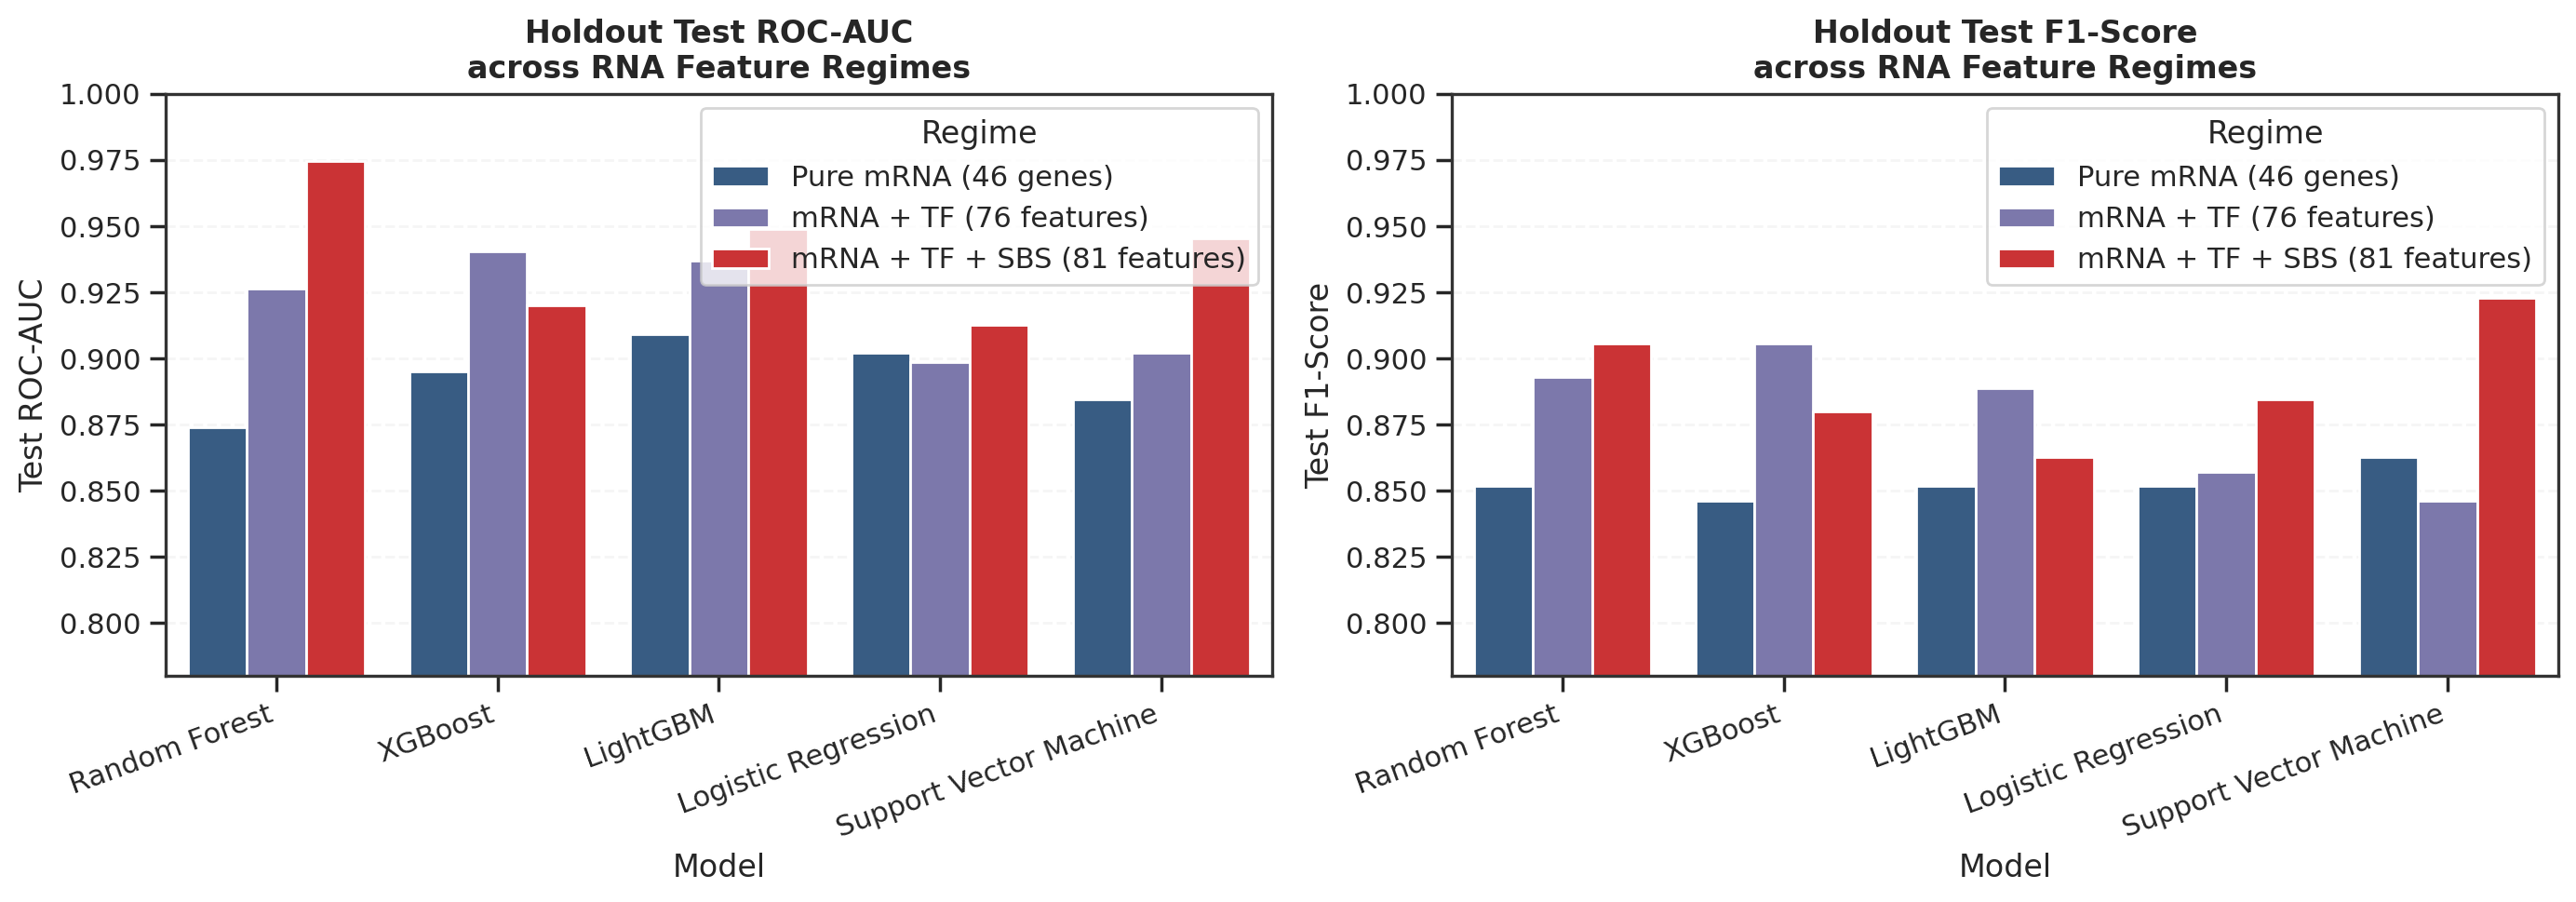 Holdout Test ROC-AUC
across RNA Feature Regimes
1.000
0.975
0.950
0.925
0.900
0.875
0.850
0.825
0.800
Test ROC-AUC
Regime
Pure mRNA (46 genes)
mRNA + TF (76 features)
mRNA + TF + SBS (81 features)
Random Forest
XGBoost
LightGBM
Logistic Regression
Support Vector Machine
Model
Holdout Test F1-Score
across RNA Feature Regimes
1.000
0.975
0.950
0.925
0.900
0.875
0.850
0.825
0.800
Test F1-Score
Regime
Pure mRNA (46 genes)
mRNA + TF (76 features)
mRNA + TF + SBS (81 features)
Random Forest
XGBoost
LightGBM
Logistic Regression
Support Vector Machine
Model